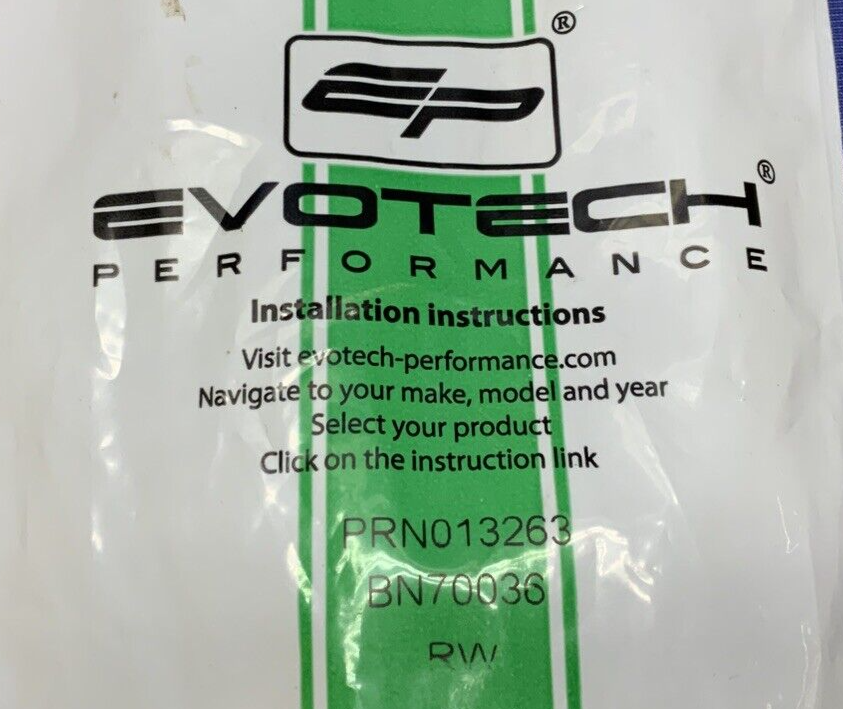 ®
EP
EVOTECH®
PERFORMANCE
Installation instructions
Visit evotech-performance.com
Navigate to your make, model and year
Select your product
Click on the instruction link
PRN013263
BN70036
RW